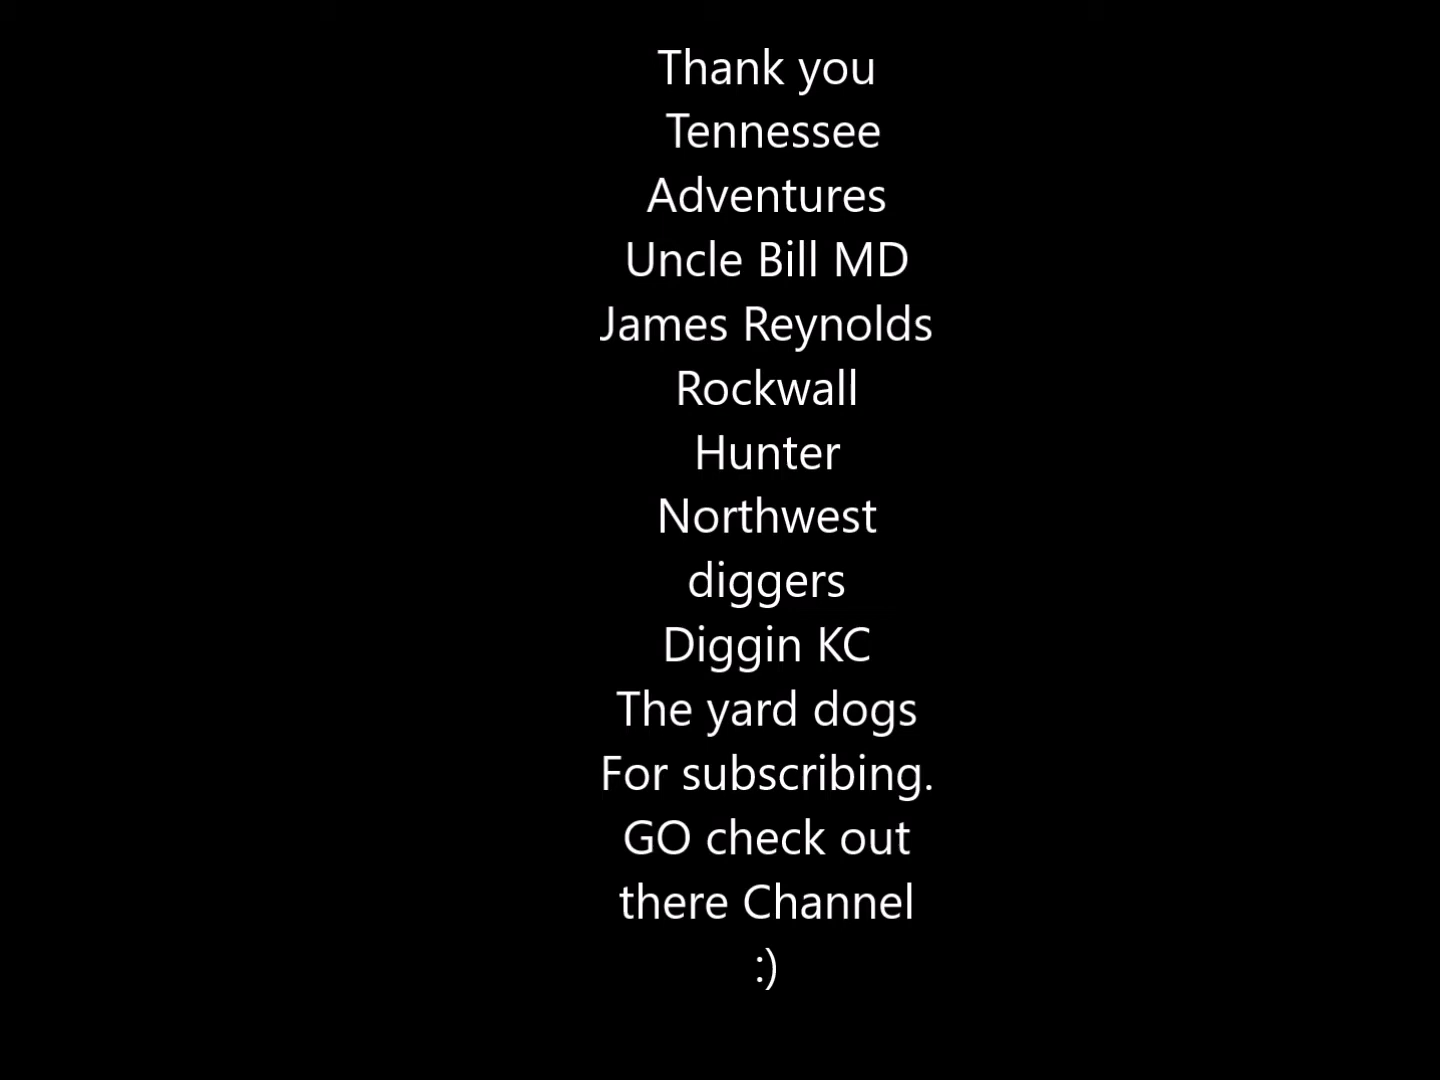 Thank you
Tennessee
Adventures
Uncle Bill MD
James Reynolds
Rockwall
Hunter
Northwest
diggers
Diggin KC
The yard dogs
For subscribing.
GO check out
there Channel
:)